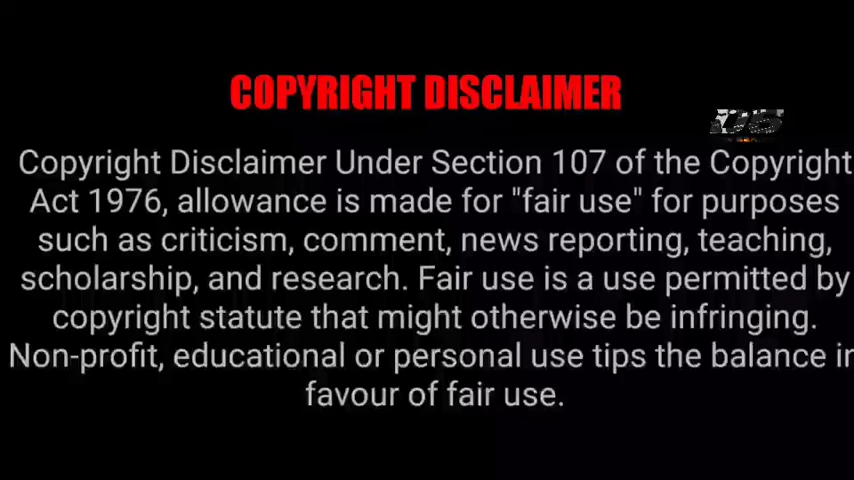 COPYRIGHT DISCLAIMER
Copyright Disclaimer Under Section 107 of the Copyright
Act 1976, allowance is made for "fair use" for purposes
such as criticism, comment, news reporting, teaching,
scholarship, and research. Fair use is a use permitted by
copyright statute that might otherwise be infringing.
Non-profit, educational or personal use tips the balance in
favour of fair use.